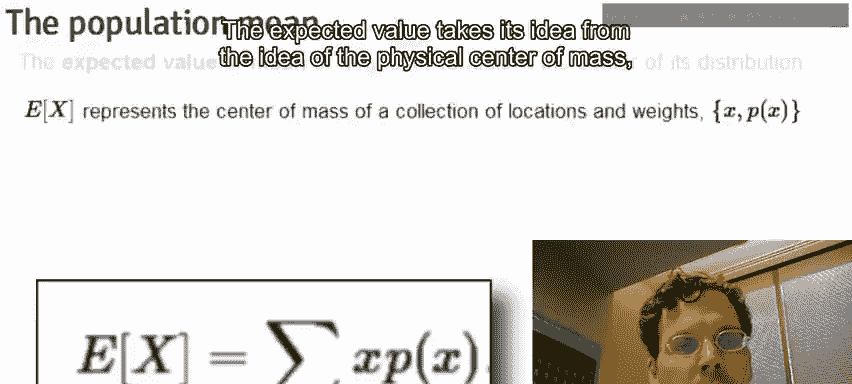 The population mean
The expected value takes its idea from
the idea of the physical center of mass,
The expected value of its distribution
E[X] represents the center of mass of a collection of locations and weights, {x, p(x)}
E[X] = ∑ xp(x).